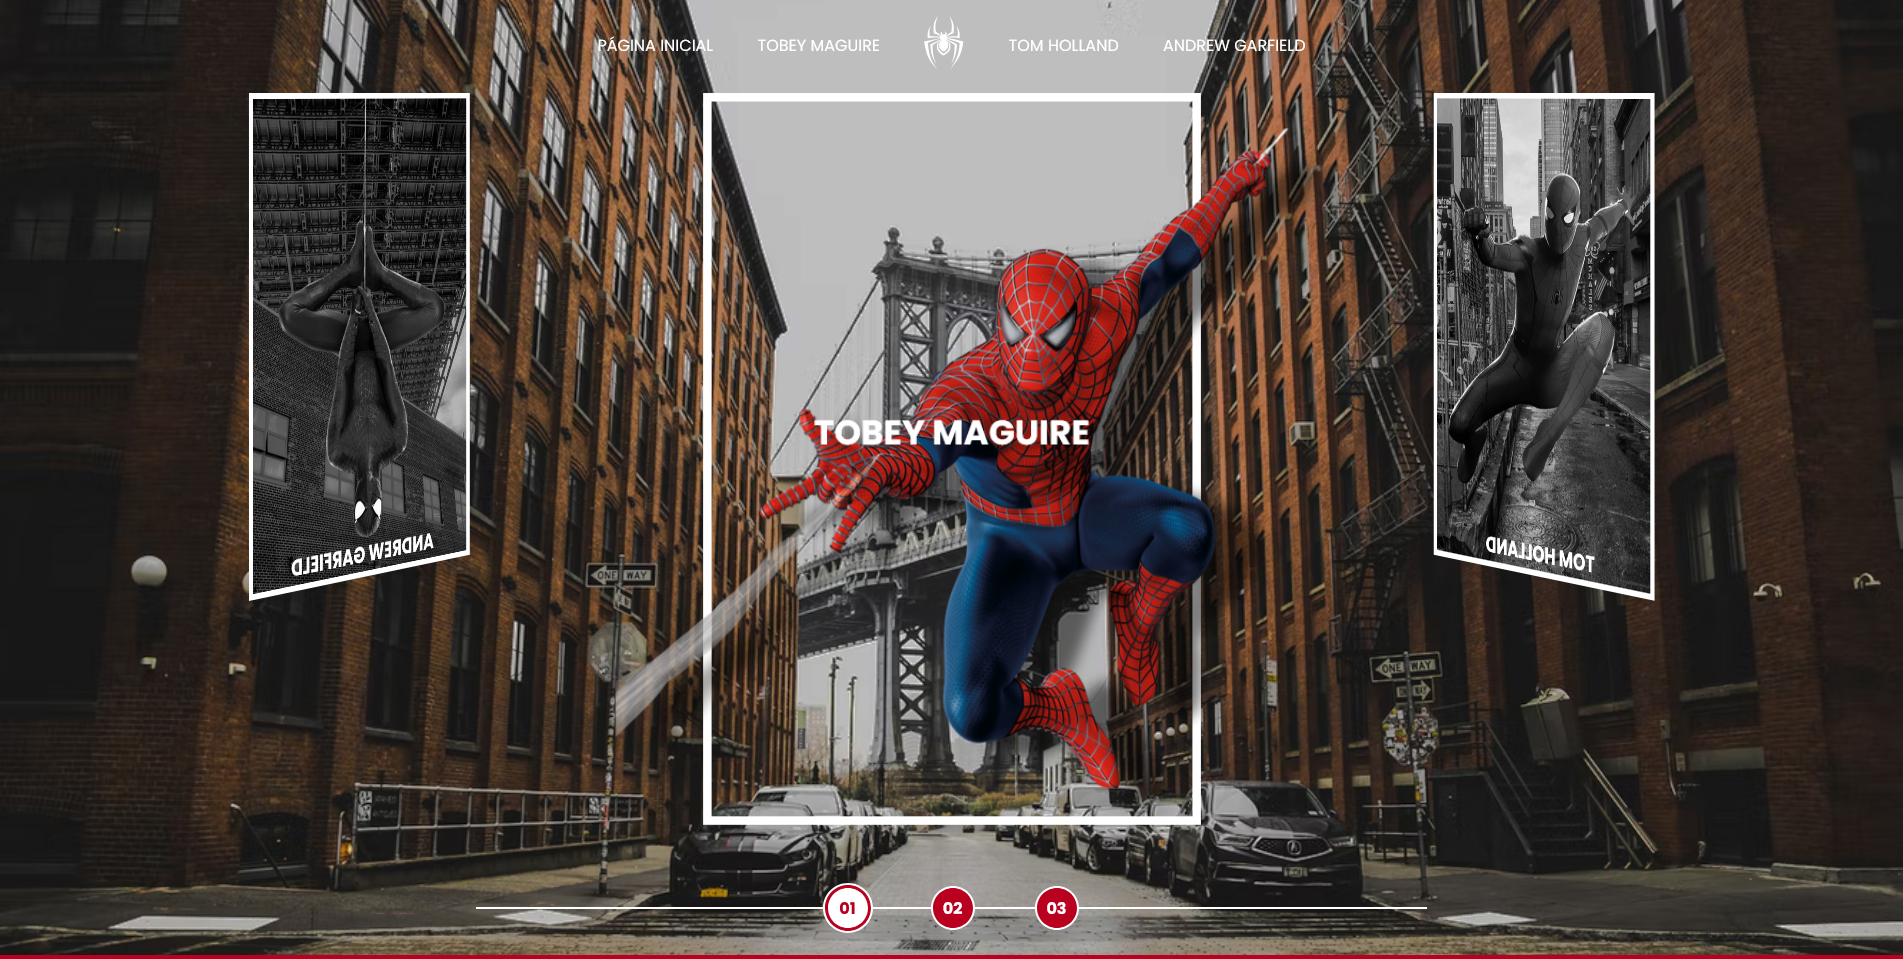 PÁGINA INICIAL
TOBEY MAGUIRE
TOM HOLLAND
ANDREW GARFIELD
TOBEY MAGUIRE
ANDREW GARFIELD
TOM HOLLAND
ONE WAY
ONE WAY
01
02
03